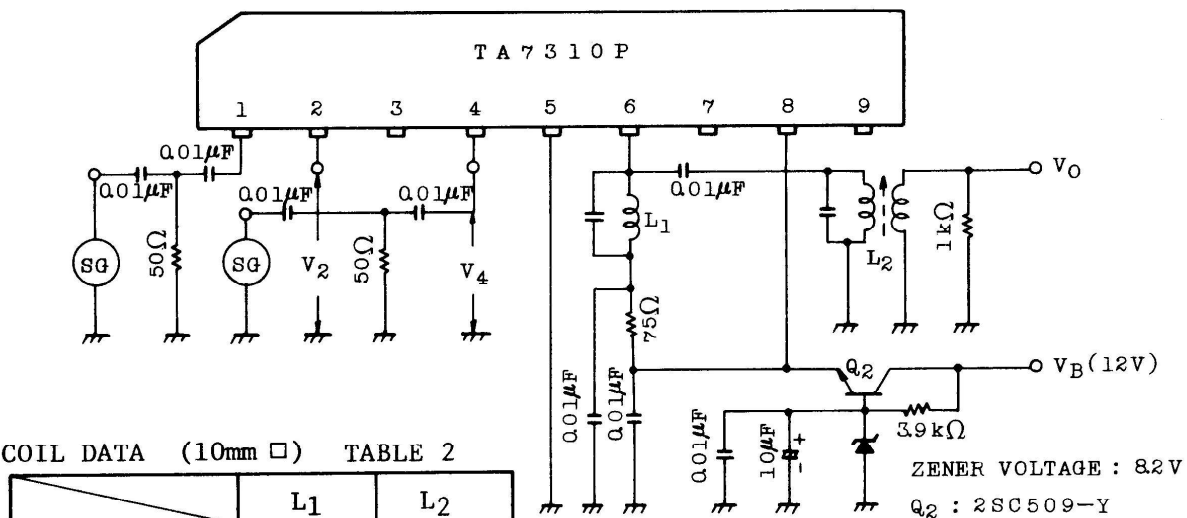 TA7310P
1 2 3 4 5 6 7 8 9
0.01μF
0.01μF
50Ω
SG
0.01μF
SG
V2
50Ω
0.01μF
V4
L1
0.01μF
75Ω
0.01μF
0.01μF
L2
1kΩ
VO
Q2
VB(12V)
0.01μF
10μF
+
-
3.9kΩ
ZENER VOLTAGE : 8.2V
Q2 : 2SC509-Y
COIL DATA (10mm □) TABLE 2
L1 L2